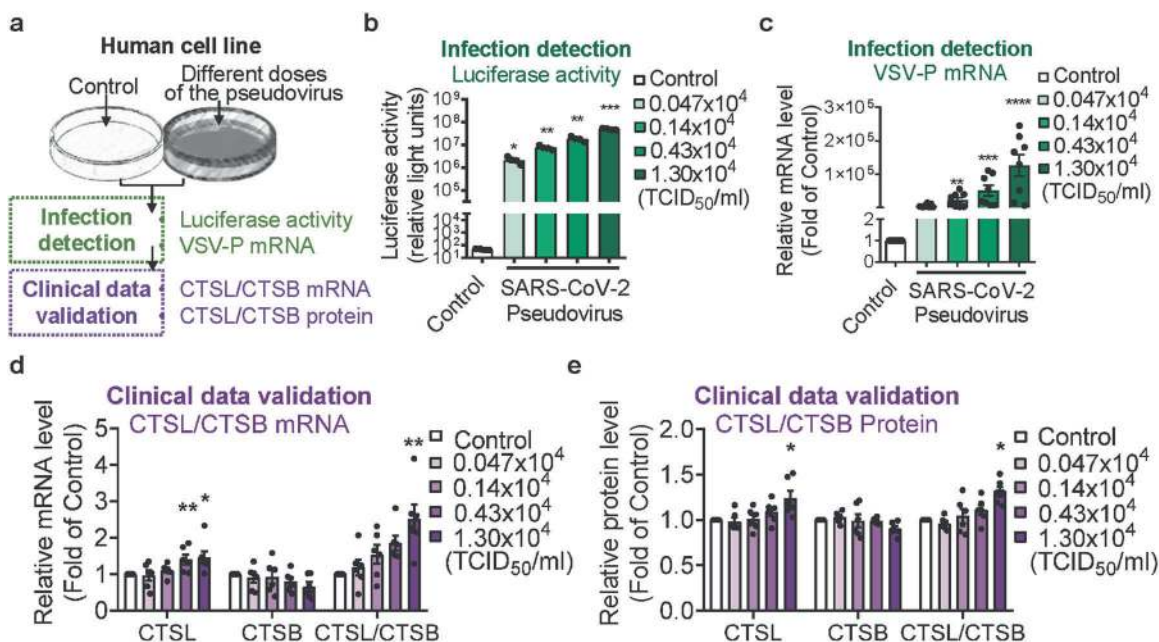 a
Human cell line
Control
Different doses
of the pseudovirus
Infection
detection
Luciferase activity
VSV-P mRNA
Clinical data
validation
CTSL/CTSB mRNA
CTSL/CTSB protein
b
Infection detection
Luciferase activity
Luciferase activity
(relative light units)
10⁹
10⁸
10⁷
10⁶
10⁵
10³
10²
10¹
*
**
**
***
Control
SARS-CoV-2
Pseudovirus
Control
0.047x10⁴
0.14x10⁴
0.43x10⁴
1.30x10⁴
(TCID₅₀/ml)
c
Infection detection
VSV-P mRNA
Relative mRNA level
(Fold of Control)
3×10⁵
2×10⁵
1×10⁵
2
1
0
**
***
****
Control
SARS-CoV-2
Pseudovirus
Control
0.047x10⁴
0.14x10⁴
0.43x10⁴
1.30x10⁴
(TCID₅₀/ml)
d
Clinical data validation
CTSL/CTSB mRNA
Relative mRNA level
(Fold of Control)
5
4
3
2
1
0
**
*
**
CTSL
CTSB
CTSL/CTSB
Control
0.047x10⁴
0.14x10⁴
0.43x10⁴
1.30x10⁴
(TCID₅₀/ml)
e
Clinical data validation
CTSL/CTSB Protein
Relative protein level
(Fold of Control)
2.0
1.5
1.0
0.5
0.0
*
*
CTSL
CTSB
CTSL/CTSB
Control
0.047x10⁴
0.14x10⁴
0.43x10⁴
1.30x10⁴
(TCID₅₀/ml)